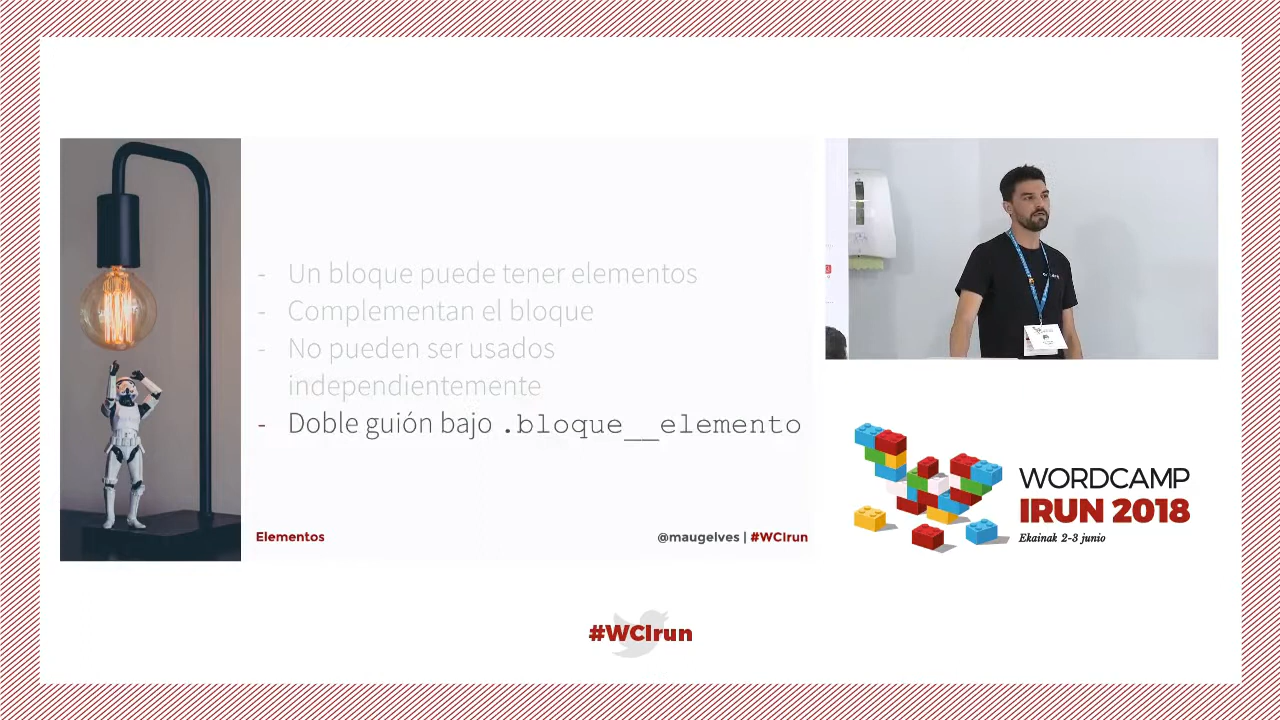 - Un bloque puede tener elementos
- Complementan el bloque
- No pueden ser usados
independientemente
- Doble guión bajo .bloque__elemento
Elementos
@maugelves | #WCIrun
WORDCAMP
IRUN 2018
Ekainak 2-3 junio
#WCIrun